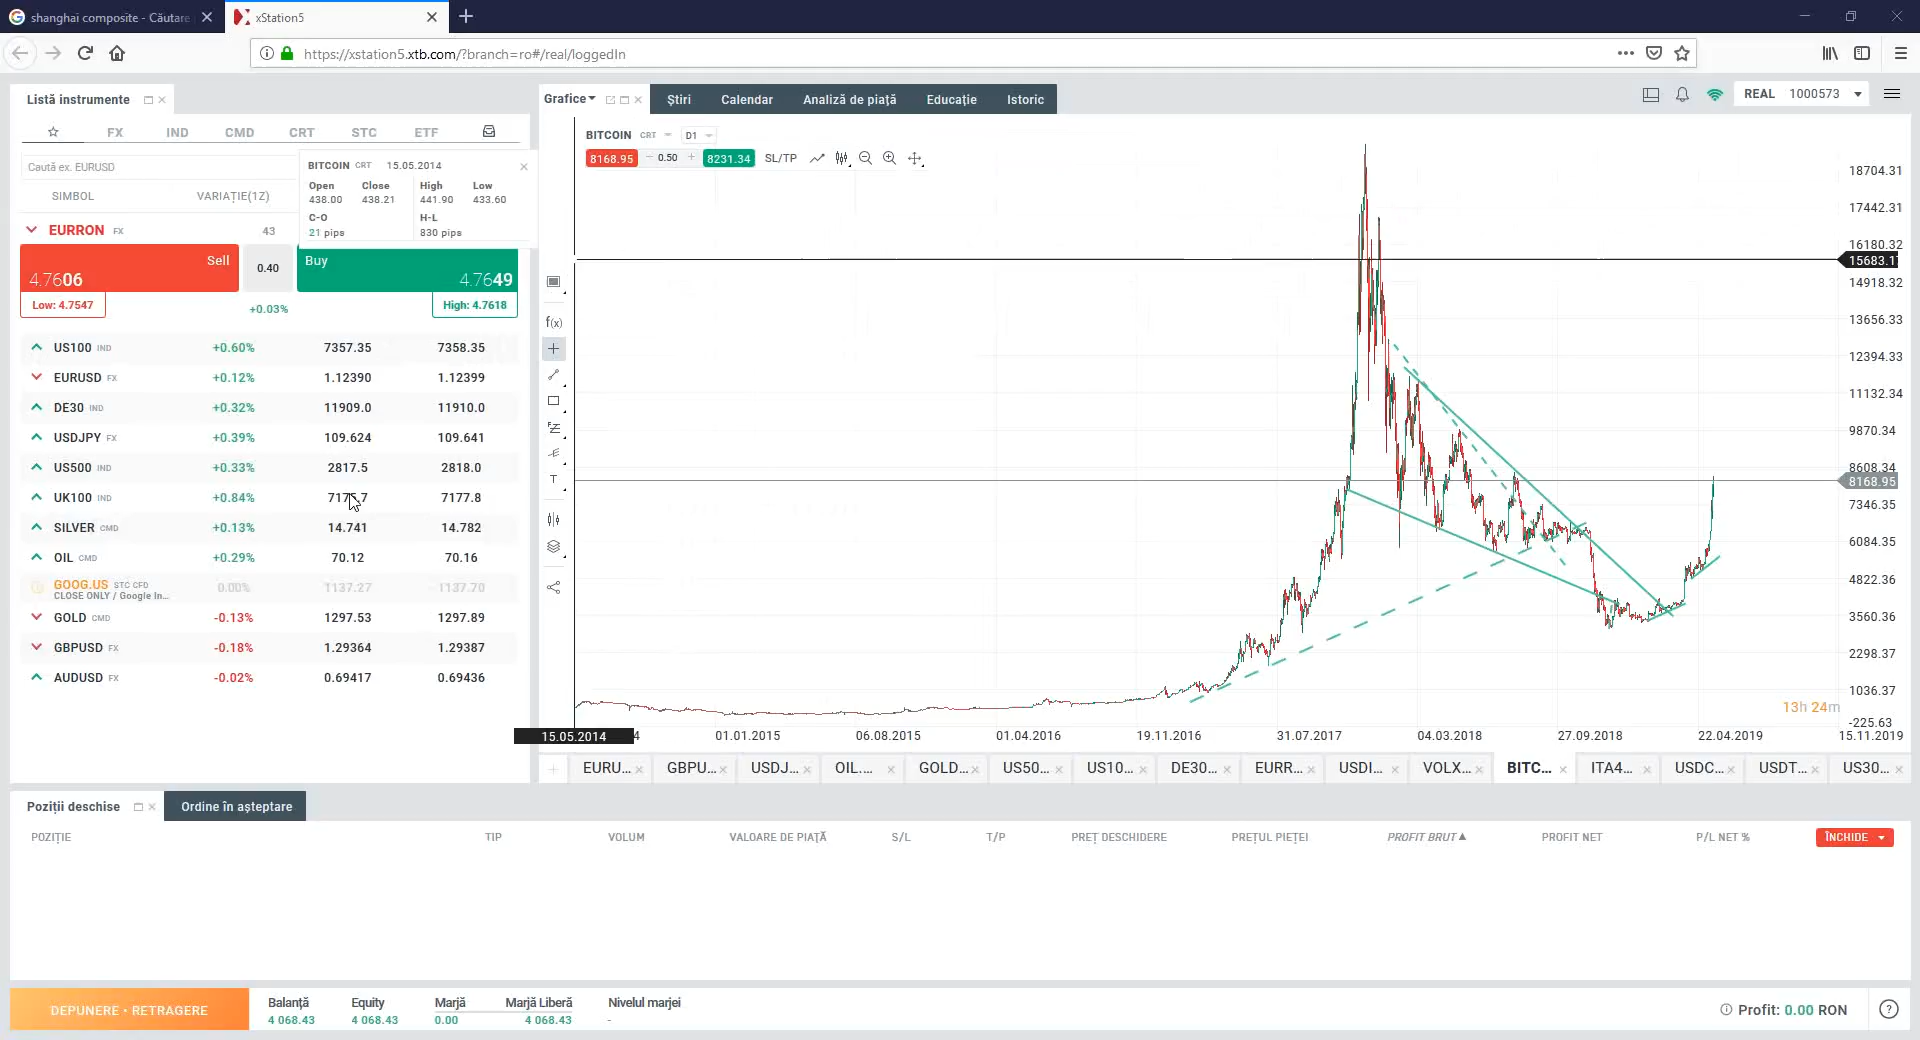 shanghai composite - Căutare
xStation5
https://xstation5.xtb.com/?branch=ro#/real/loggedIn
Listă instrumente
FX IND CMD CRT STC ETF
Caută ex. EURUSD
SIMBOL VARIAȚIE(1Z)
BITCOIN CRT 15.05.2014
Open Close High Low
438.00 438.21 441.90 433.60
C-O H-L
21 pips 830 pips
EURRON FX 43
Sell 4.7606
0.40
Buy 4.7649
Low: 4.7547 +0.03% High: 4.7618
US100 IND +0.60% 7357.35 7358.35
EURUSD FX +0.12% 1.12390 1.12399
DE30 IND +0.32% 11909.0 11910.0
USDJPY FX +0.39% 109.624 109.641
US500 IND +0.33% 2817.5 2818.0
UK100 IND +0.84% 7177.8
SILVER CMD +0.13% 14.741 14.782
OIL CMD +0.29% 70.12 70.16
GOOG.US STC CFD 0.00% 1137.27 1137.70
CLOSE ONLY / Google In...
GOLD CMD -0.13% 1297.53 1297.89
GBPUSD FX -0.18% 1.29364 1.29387
AUDUSD FX -0.02% 0.69417 0.69436
Grafice Știri Calendar Analiză de piață Educație Istoric
REAL 1000573
BITCOIN CRT D1
8168.95 0.50 8231.34 SL/TP
f(x)
T
18704.31
17442.31
16180.32
15683.1
14918.32
13656.33
12394.33
11132.34
9870.34
8608.34
8168.95
7346.35
6084.35
4822.36
3560.36
2298.37
1036.37
-225.63
13h 24m
15.05.2014 4 01.01.2015 06.08.2015 01.04.2016 19.11.2016 31.07.2017 04.03.2018 27.09.2018 22.04.2019 15.11.2019
EURU... GBPU... USDJ... OIL.... GOLD... US50... US10... DE30... EURR... USDI... VOLX... BITC... ITA4... USDC... USDT... US30...
Poziții deschise Ordine în așteptare
POZIȚIE TIP VOLUM VALOARE DE PIAȚĂ S/L T/P PREȚ DESCHIDERE PREȚUL PIEȚEI PROFIT BRUT PROFIT NET P/L NET % ÎNCHIDE
DEPUNERE • RETRAGERE
Balanță Equity Marjă Marjă Liberă Nivelul marjei
4 068.43 4 068.43 0.00 4 068.43 -
Profit: 0.00 RON